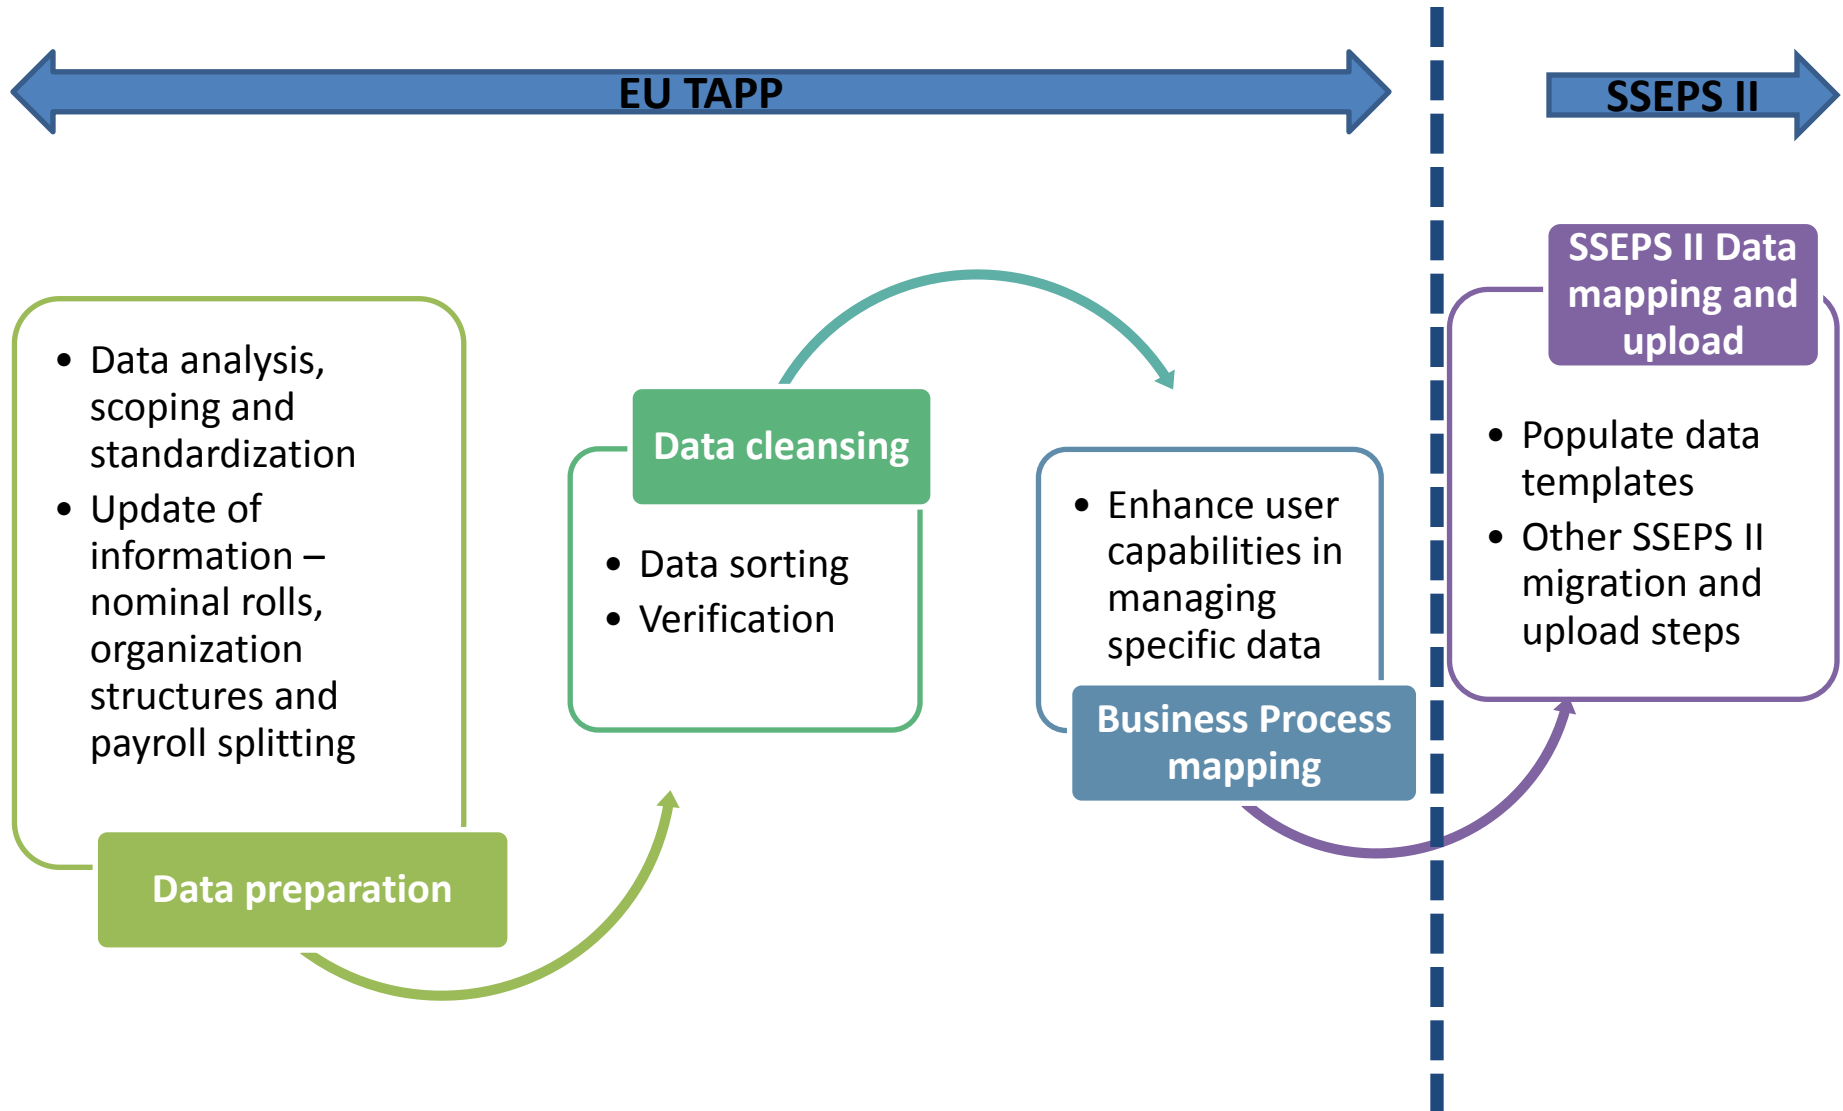 EU TAPP
SSEPS II
• Data analysis,
scoping and
standardization
• Update of
information –
nominal rolls,
organization
structures and
payroll splitting
Data preparation
Data cleansing
• Data sorting
• Verification
• Enhance user
capabilities in
managing
specific data
Business Process
mapping
SSEPS II Data
mapping and
upload
• Populate data
templates
• Other SSEPS II
migration and
upload steps